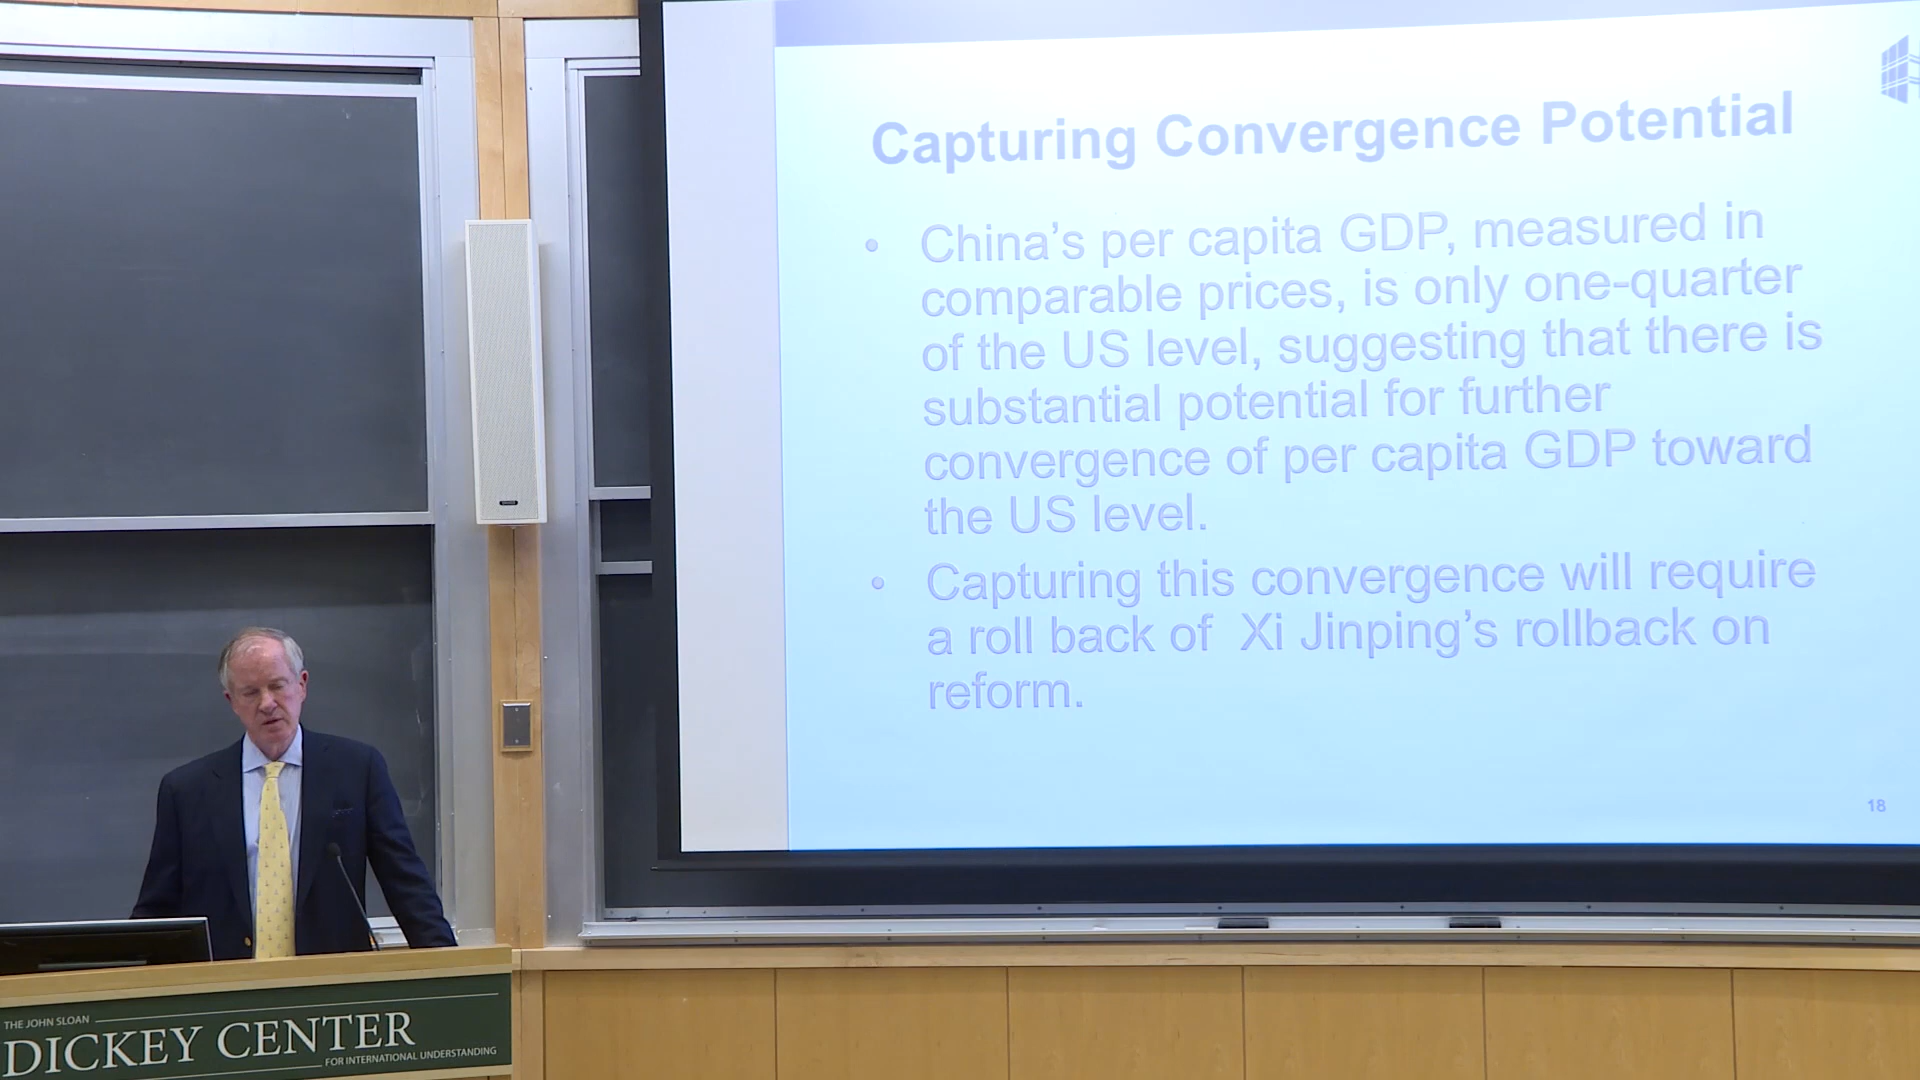 Capturing Convergence Potential
• China's per capita GDP, measured in
comparable prices, is only one-quarter
of the US level, suggesting that there is
substantial potential for further
convergence of per capita GDP toward
the US level.
• Capturing this convergence will require
a roll back of Xi Jinping's rollback on
reform.
18
THE JOHN SLOAN
DICKEY CENTER
FOR INTERNATIONAL UNDERSTANDING